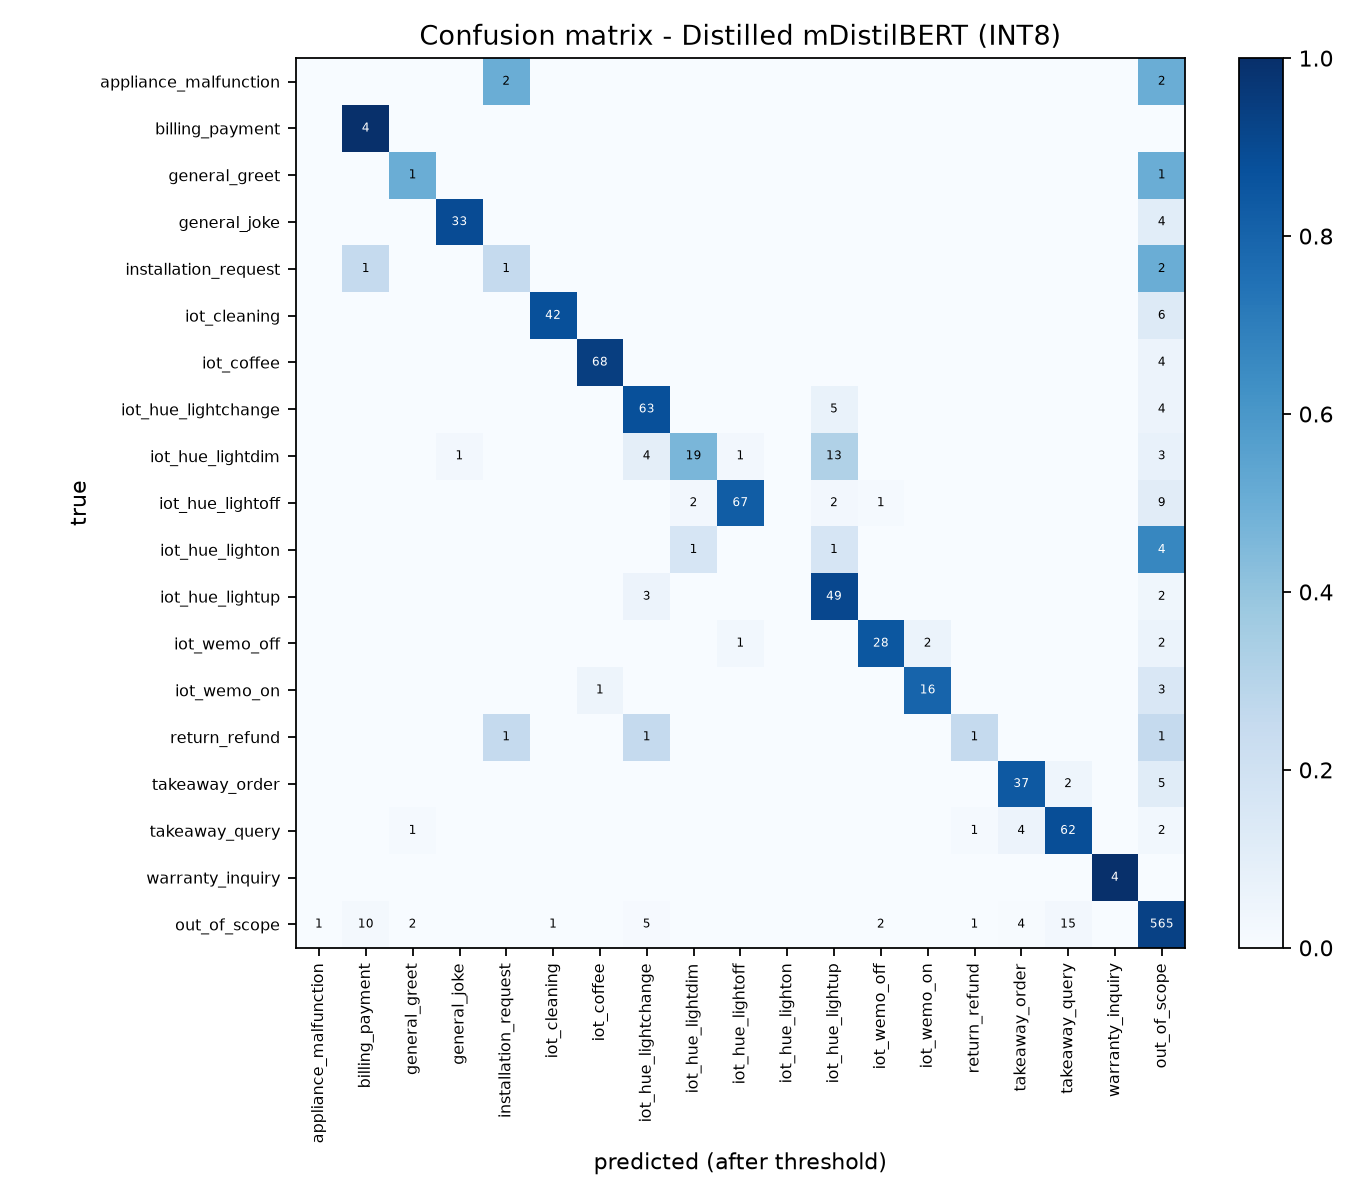 Confusion matrix - Distilled mDistilBERT (INT8)
appliance_malfunction 2 2
billing_payment 4
general_greet 1 1
general_joke 33 4
installation_request 1 1 2
iot_cleaning 42 6
iot_coffee 68 4
iot_hue_lightchange 63 5 4
iot_hue_lightdim 1 4 19 1 13 3
iot_hue_lightoff 2 67 2 1 9
iot_hue_lighton 1 1 4
iot_hue_lightup 3 49 2
iot_wemo_off 1 28 2 2
iot_wemo_on 1 16 3
return_refund 1 1 1 1
takeaway_order 37 2 5
takeaway_query 1 1 4 62 2
warranty_inquiry 4
out_of_scope 1 10 2 1 5 2 1 4 15 565
true
appliance_malfunction
billing_payment
general_greet
general_joke
installation_request
iot_cleaning
iot_coffee
iot_hue_lightchange
iot_hue_lightdim
iot_hue_lightoff
iot_hue_lighton
iot_hue_lightup
iot_wemo_off
iot_wemo_on
return_refund
takeaway_order
takeaway_query
warranty_inquiry
out_of_scope
predicted (after threshold)
1.0
0.8
0.6
0.4
0.2
0.0